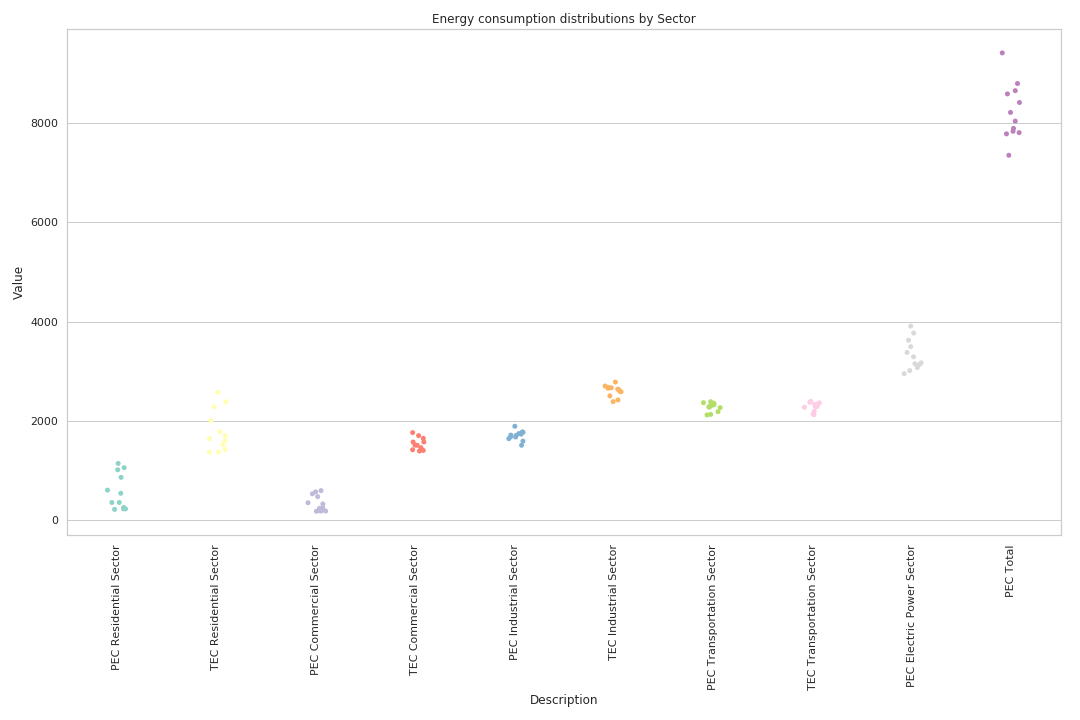 Energy consumption distributions by Sector
Value
8000
6000
4000
2000
0
PEC Residential Sector
TEC Residential Sector
PEC Commercial Sector
TEC Commercial Sector
PEC Industrial Sector
TEC Industrial Sector
PEC Transportation Sector
TEC Transportation Sector
PEC Electric Power Sector
PEC Total
Description